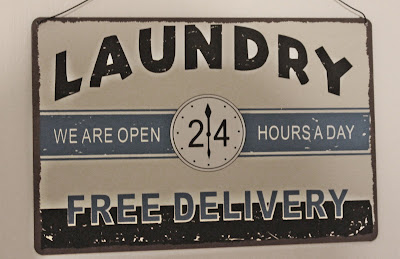 LAUNDRY
WE ARE OPEN 24 HOURS A DAY
FREE DELIVERY